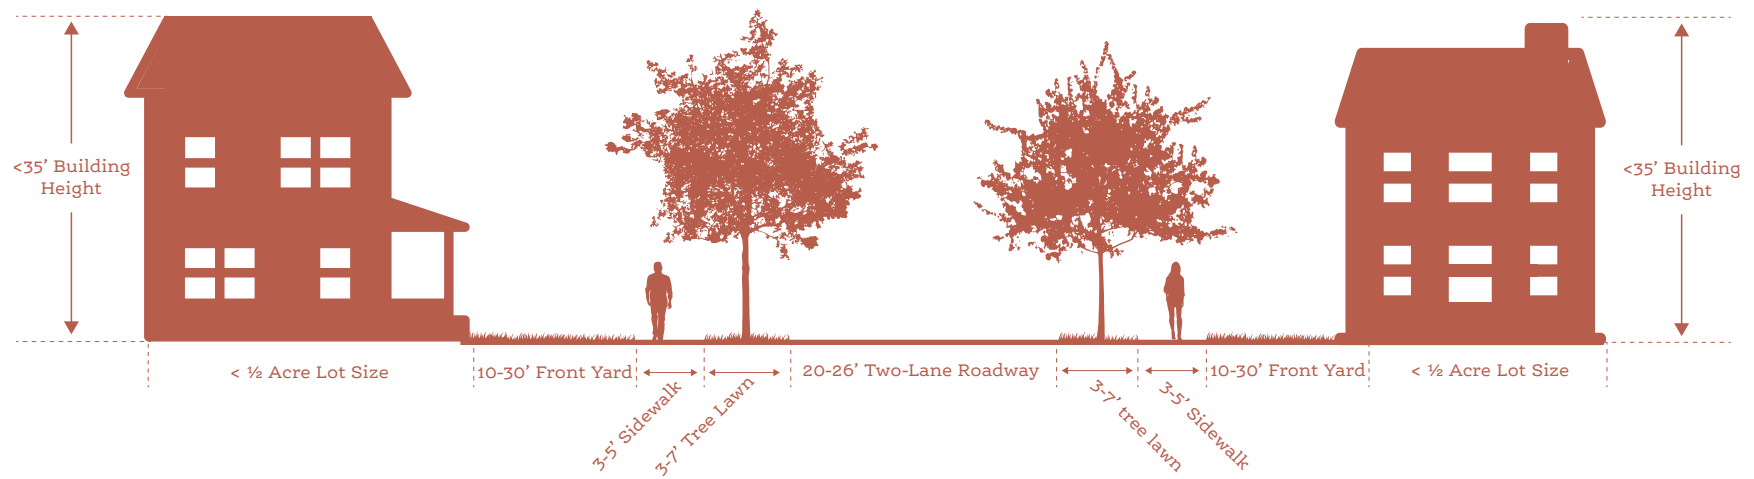 <35’ Building
Height
<35’ Building
Height
< ½ Acre Lot Size
10-30’ Front Yard
3-5’ Sidewalk
3-7’ Tree Lawn
20-26’ Two-Lane Roadway
3-7’ tree lawn
3-5’ Sidewalk
10-30’ Front Yard
< ½ Acre Lot Size